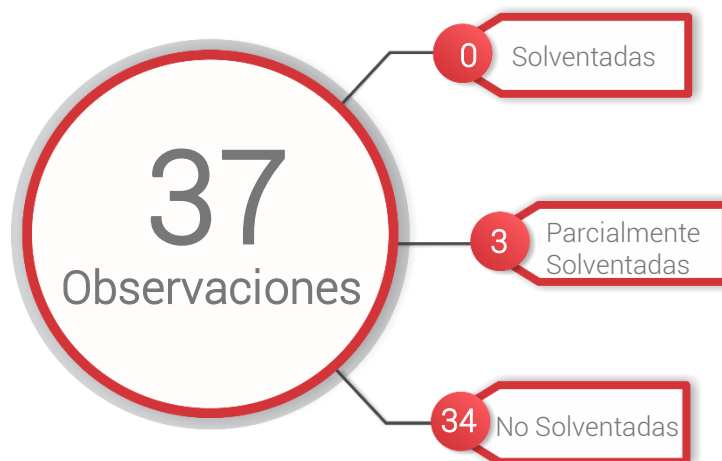 37
Observaciones
0
Solventadas
3
Parcialmente
Solventadas
34
No Solventadas